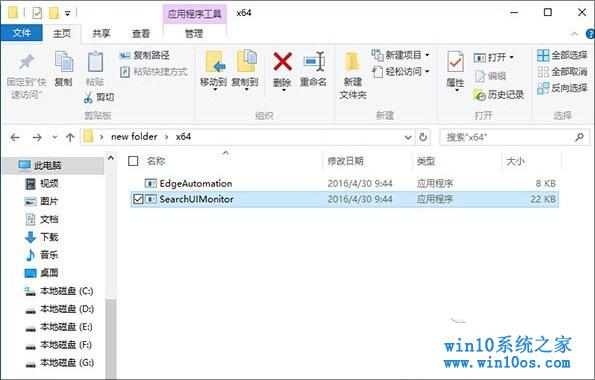 应用程序工具 x64
文件 主页 共享 查看 管理
固定到“快速访问” 复制 粘贴 复制路径 粘贴快捷方式 剪切
移动到 复制到 删除 重命名
新建文件夹 新建项目 轻松访问
属性 打开 编辑 历史记录
全部选择 全部取消 反向选择
剪贴板 组织 新建 打开 选择
new folder x64 搜索"x64"
名称 修改日期 类型 大小
EdgeAutomation 2016/4/30 9:44 应用程序 8 KB
SearchUIMonitor 2016/4/30 9:44 应用程序 22 KB
此电脑
视频
图片
文档
下载
音乐
桌面
本地磁盘 (C:)
本地磁盘 (D:)
本地磁盘 (E:)
本地磁盘 (F:)
本地磁盘 (G:)
win10系统之家
www.win10os.com